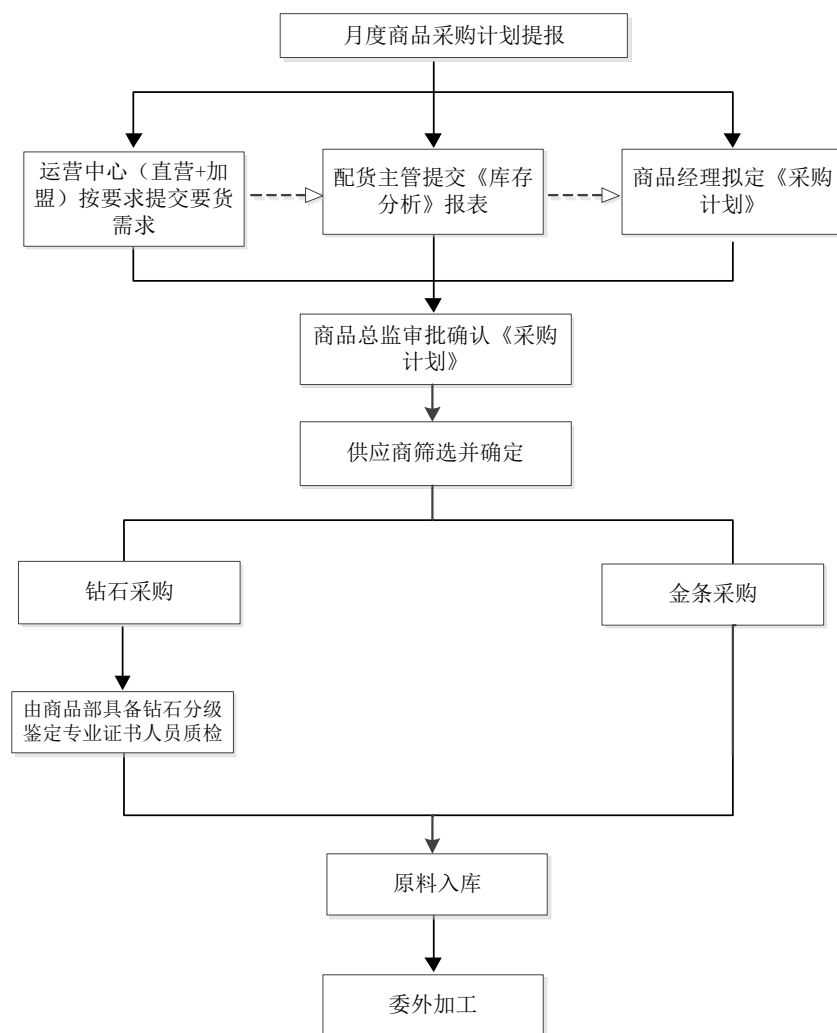 月度商品采购计划提报
运营中心（直营+加
盟）按要求提交要货
需求
配货主管提交《库存
分析》报表
商品经理拟定《采购
计划》
商品总监审批确认《采购
计划》
供应商筛选并确定
钻石采购
金条采购
由商品部具备钻石分级
鉴定专业证书人员质检
原料入库
委外加工